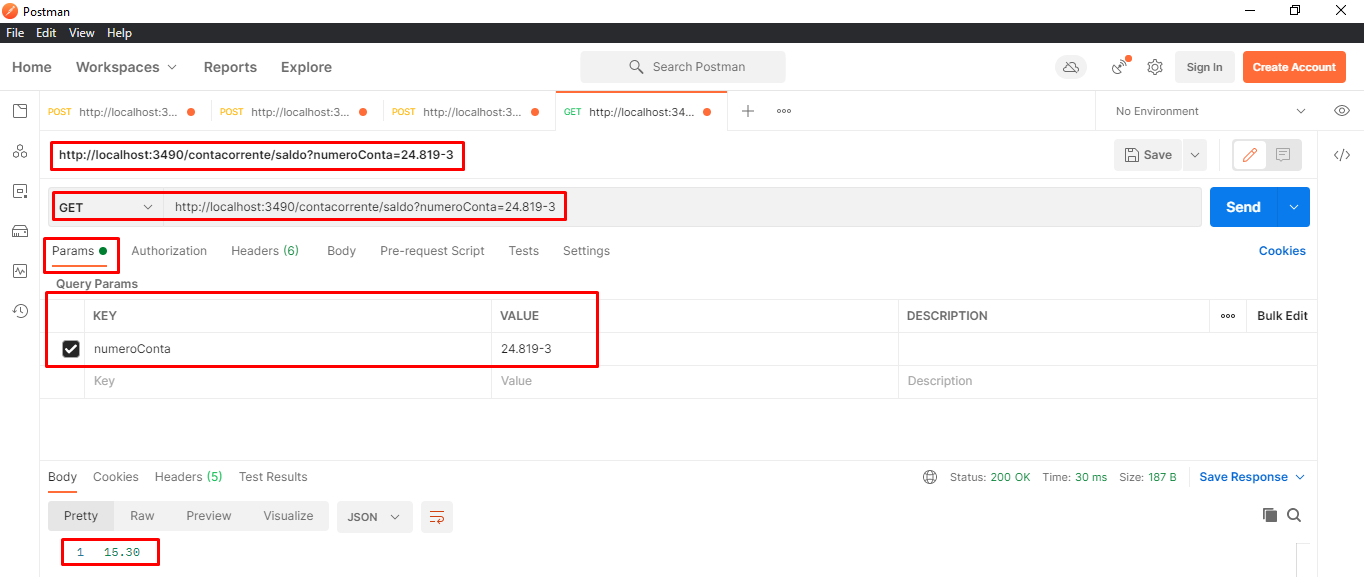 Postman
File Edit View Help
Home Workspaces Reports Explore Search Postman Sign In Create Account
POST http://localhost:3... POST http://localhost:3... POST http://localhost:3... GET http://localhost:34... No Environment
http://localhost:3490/contacorrente/saldo?numeroConta=24.819-3 Save
GET http://localhost:3490/contacorrente/saldo?numeroConta=24.819-3 Send
Params Authorization Headers (6) Body Pre-request Script Tests Settings Cookies
Query Params
KEY VALUE DESCRIPTION Bulk Edit
numeroConta 24.819-3
Key Value Description
Body Cookies Headers (5) Test Results Status: 200 OK Time: 30 ms Size: 187 B Save Response
Pretty Raw Preview Visualize JSON
1 15.30